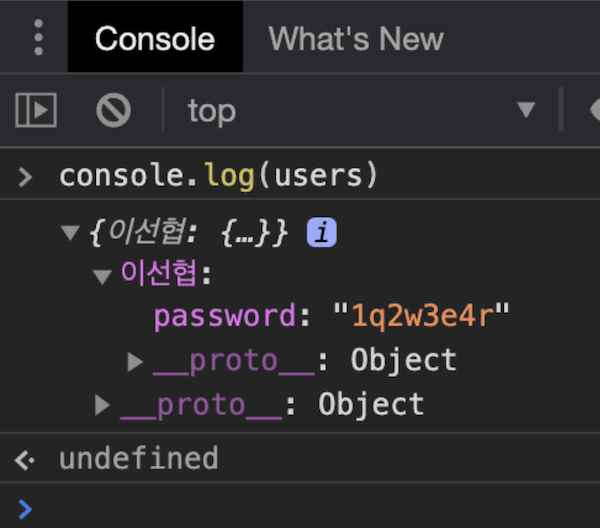 Console What's New
top
console.log(users)
{이선협: {…}} i
이선협:
password: "1q2w3e4r"
__proto__: Object
__proto__: Object
undefined